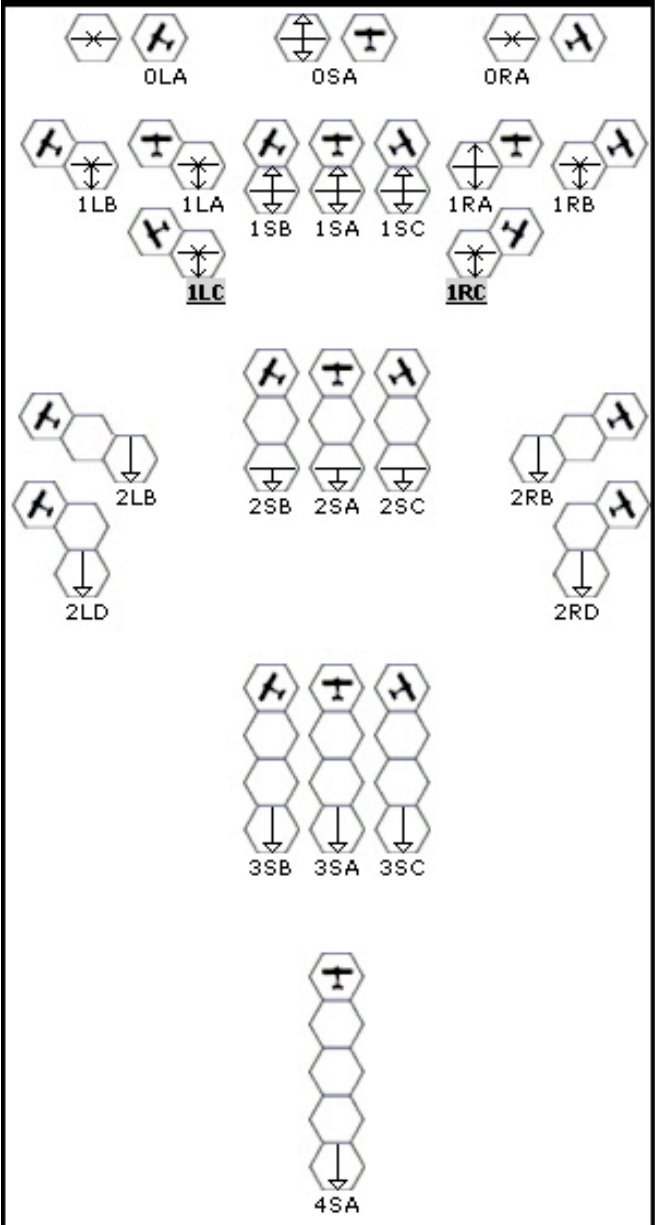 0LA 0SA 0RA
1LB 1LA 1SB 1SA 1SC 1RA 1RB
1LC 1RC
2LB 2SB 2SA 2SC 2RB
2LD 2RD
3SB 3SA 3SC
4SA